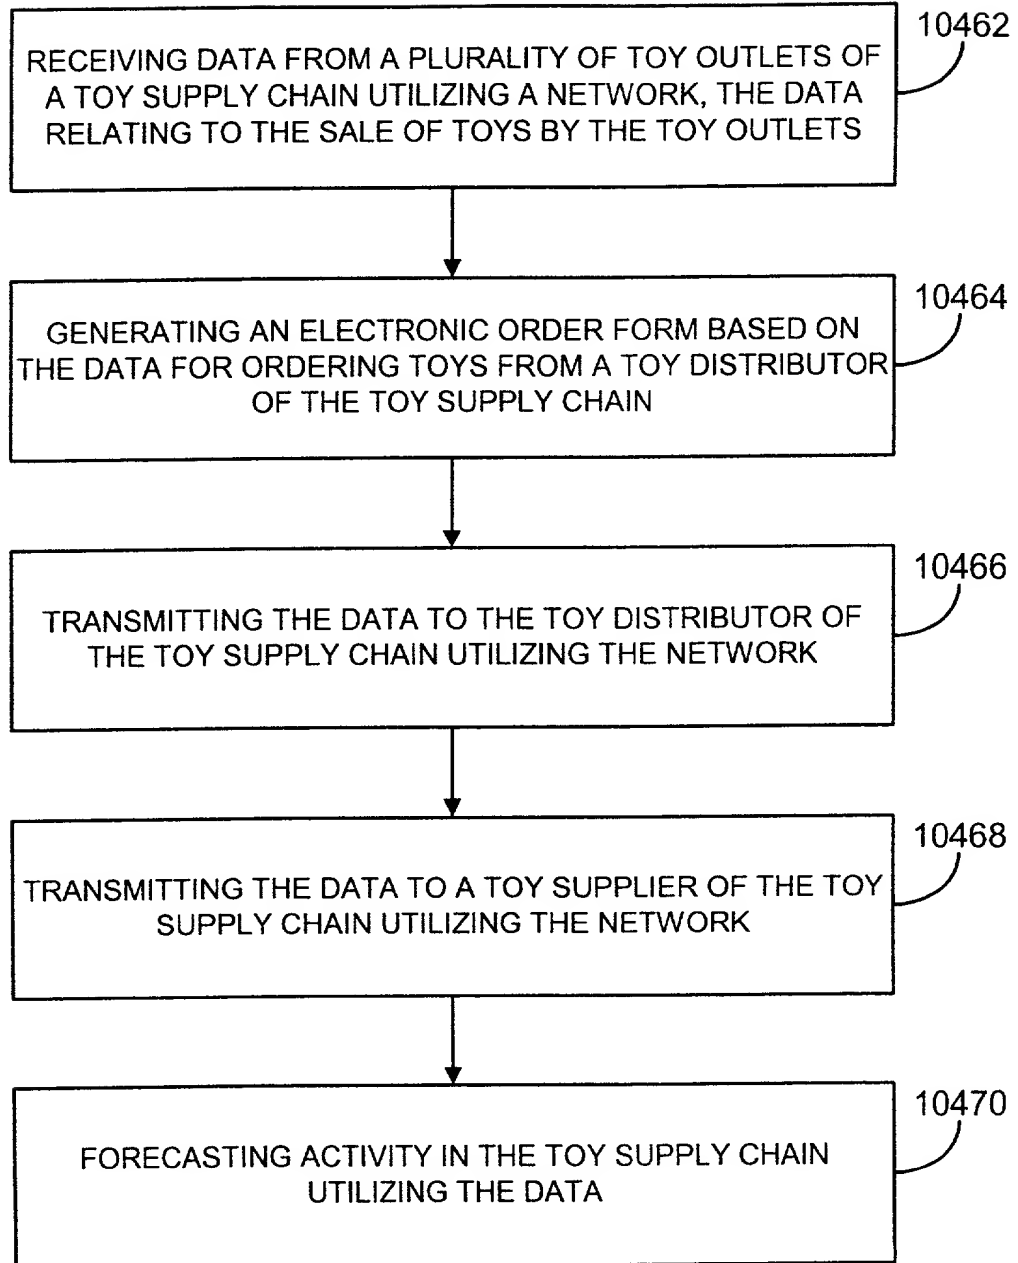 10462
RECEIVING DATA FROM A PLURALITY OF TOY OUTLETS OF
A TOY SUPPLY CHAIN UTILIZING A NETWORK, THE DATA
RELATING TO THE SALE OF TOYS BY THE TOY OUTLETS
10464
GENERATING AN ELECTRONIC ORDER FORM BASED ON
THE DATA FOR ORDERING TOYS FROM A TOY DISTRIBUTOR
OF THE TOY SUPPLY CHAIN
10466
TRANSMITTING THE DATA TO THE TOY DISTRIBUTOR OF
THE TOY SUPPLY CHAIN UTILIZING THE NETWORK
10468
TRANSMITTING THE DATA TO A TOY SUPPLIER OF THE TOY
SUPPLY CHAIN UTILIZING THE NETWORK
10470
FORECASTING ACTIVITY IN THE TOY SUPPLY CHAIN
UTILIZING THE DATA